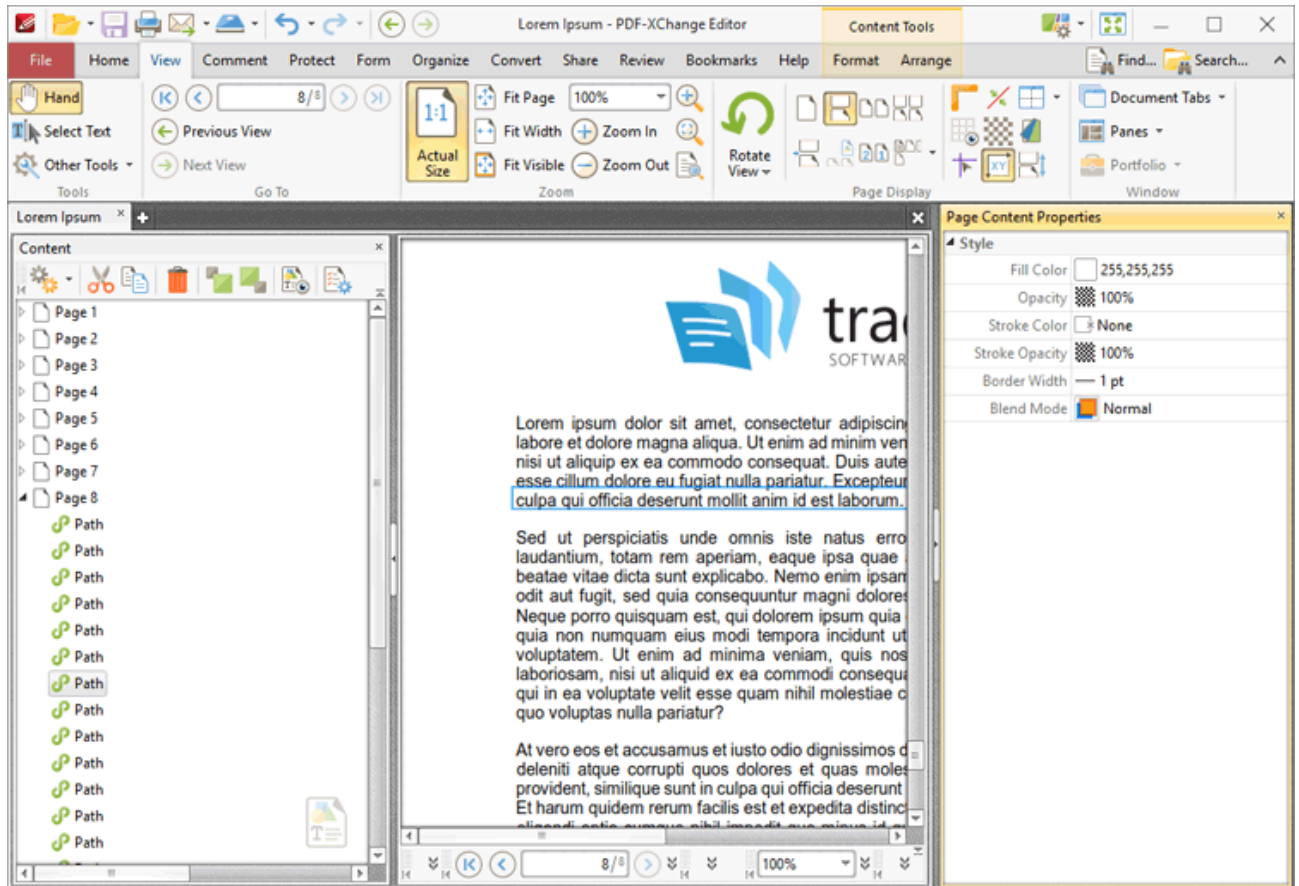 Lorem Ipsum - PDF-XChange Editor
Content Tools
File Home View Comment Protect Form Organize Convert Share Review Bookmarks Help Format Arrange Find... Search...
Hand
Select Text
Other Tools
Tools
8/8
Previous View
Next View
Go To
1:1
Actual
Size
Fit Page 100%
Fit Width Zoom In
Fit Visible Zoom Out
Zoom
Rotate
View
Page Display
XY
Document Tabs
Panes
Portfolio
Window
Lorem Ipsum
Content
Page 1
Page 2
Page 3
Page 4
Page 5
Page 6
Page 7
Page 8
Path
Path
Path
Path
Path
Path
Path
Path
Path
Path
Path
Path
Path
Lorem ipsum dolor sit amet, consectetur adipiscin
labore et dolore magna aliqua. Ut enim ad minim ven
nisi ut aliquip ex ea commodo consequat. Duis aute
esse cillum dolore eu fugiat nulla pariatur. Excepteur
culpa qui officia deserunt mollit anim id est laborum.
Sed ut perspiciatis unde omnis iste natus erro
laudantium, totam rem aperiam, eaque ipsa quae
beatae vitae dicta sunt explicabo. Nemo enim ipsam
odit aut fugit, sed quia consequuntur magni dolores
Neque porro quisquam est, qui dolorem ipsum quia
quia non numquam eius modi tempora incidunt ut
voluptatem. Ut enim ad minima veniam, quis nos
laboriosam, nisi ut aliquid ex ea commodi consequa
qui in ea voluptate velit esse quam nihil molestiae c
quo voluptas nulla pariatur?
At vero eos et accusamus et iusto odio dignissimos d
deleniti atque corrupti quos dolores et quas moles
provident, similique sunt in culpa qui officia deserunt
Et harum quidem rerum facilis est et expedita distinc
8/8
100%
Page Content Properties
Style
Fill Color 255,255,255
Opacity 100%
Stroke Color None
Stroke Opacity 100%
Border Width 1 pt
Blend Mode Normal